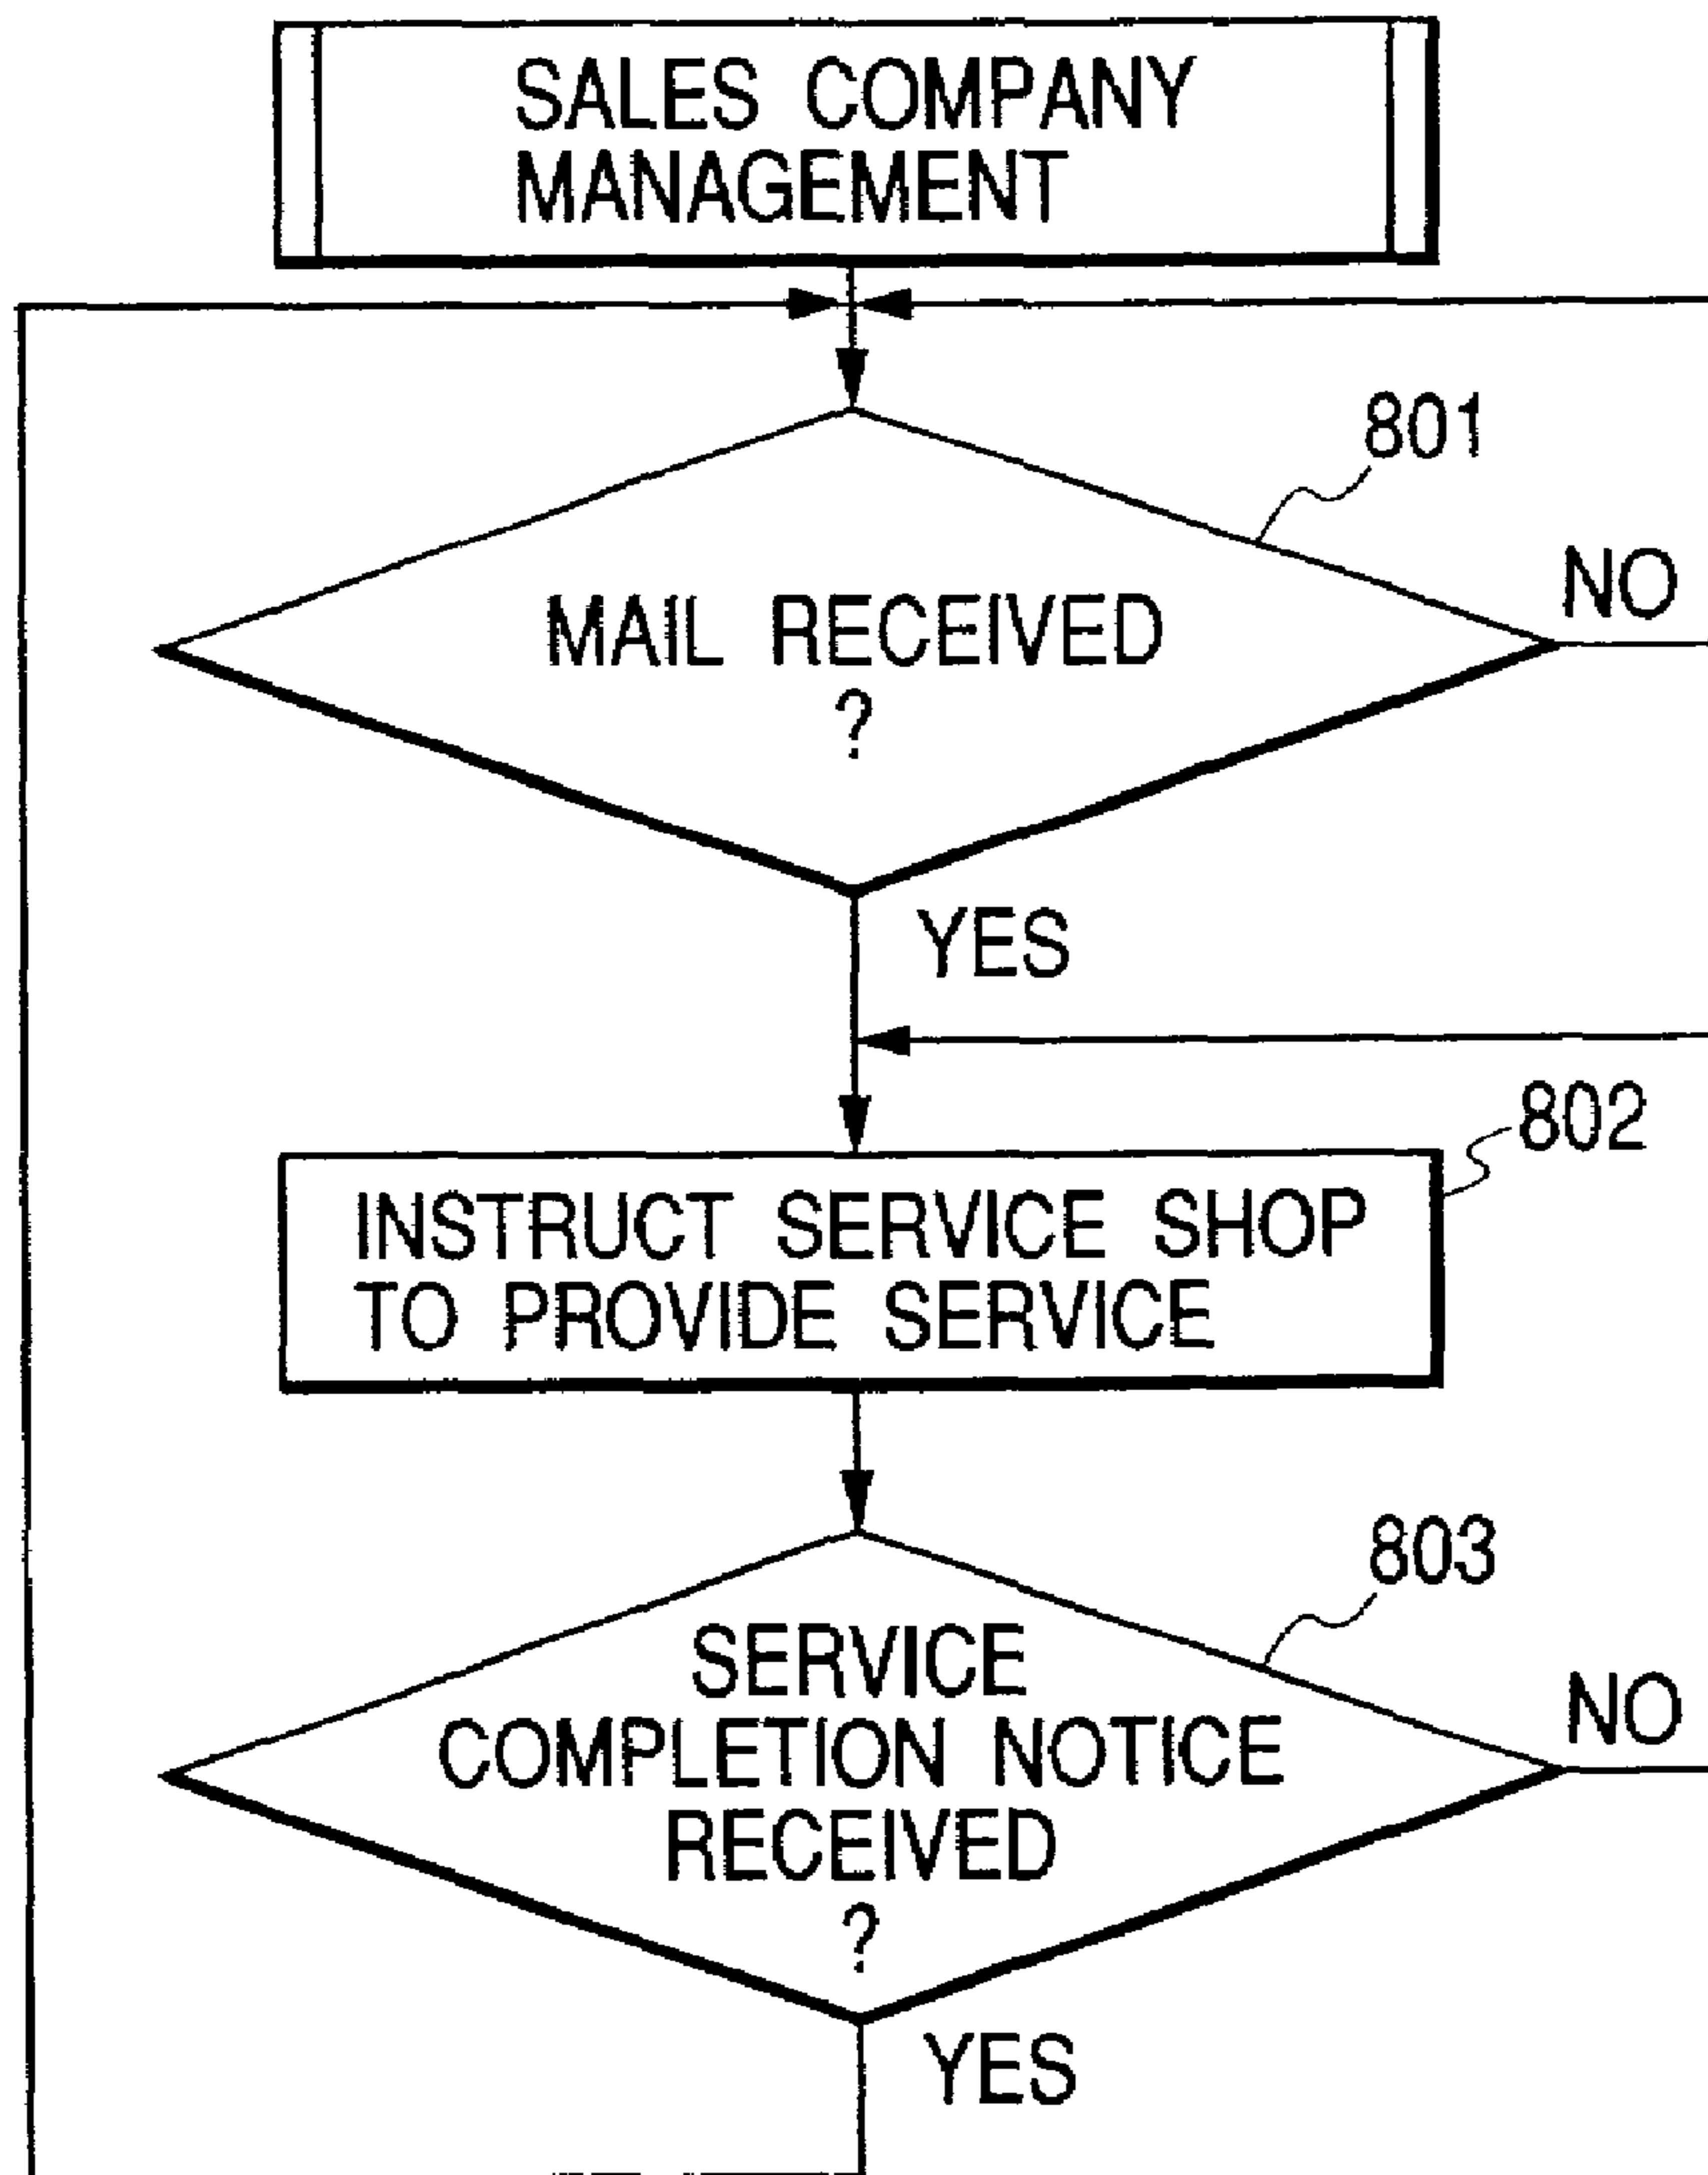 SALES COMPANY
MANAGEMENT
801
NO
MAIL RECEIVED
?
YES
802
INSTRUCT SERVICE SHOP
TO PROVIDE SERVICE
803
NO
SERVICE
COMPLETION NOTICE
RECEIVED
?
YES